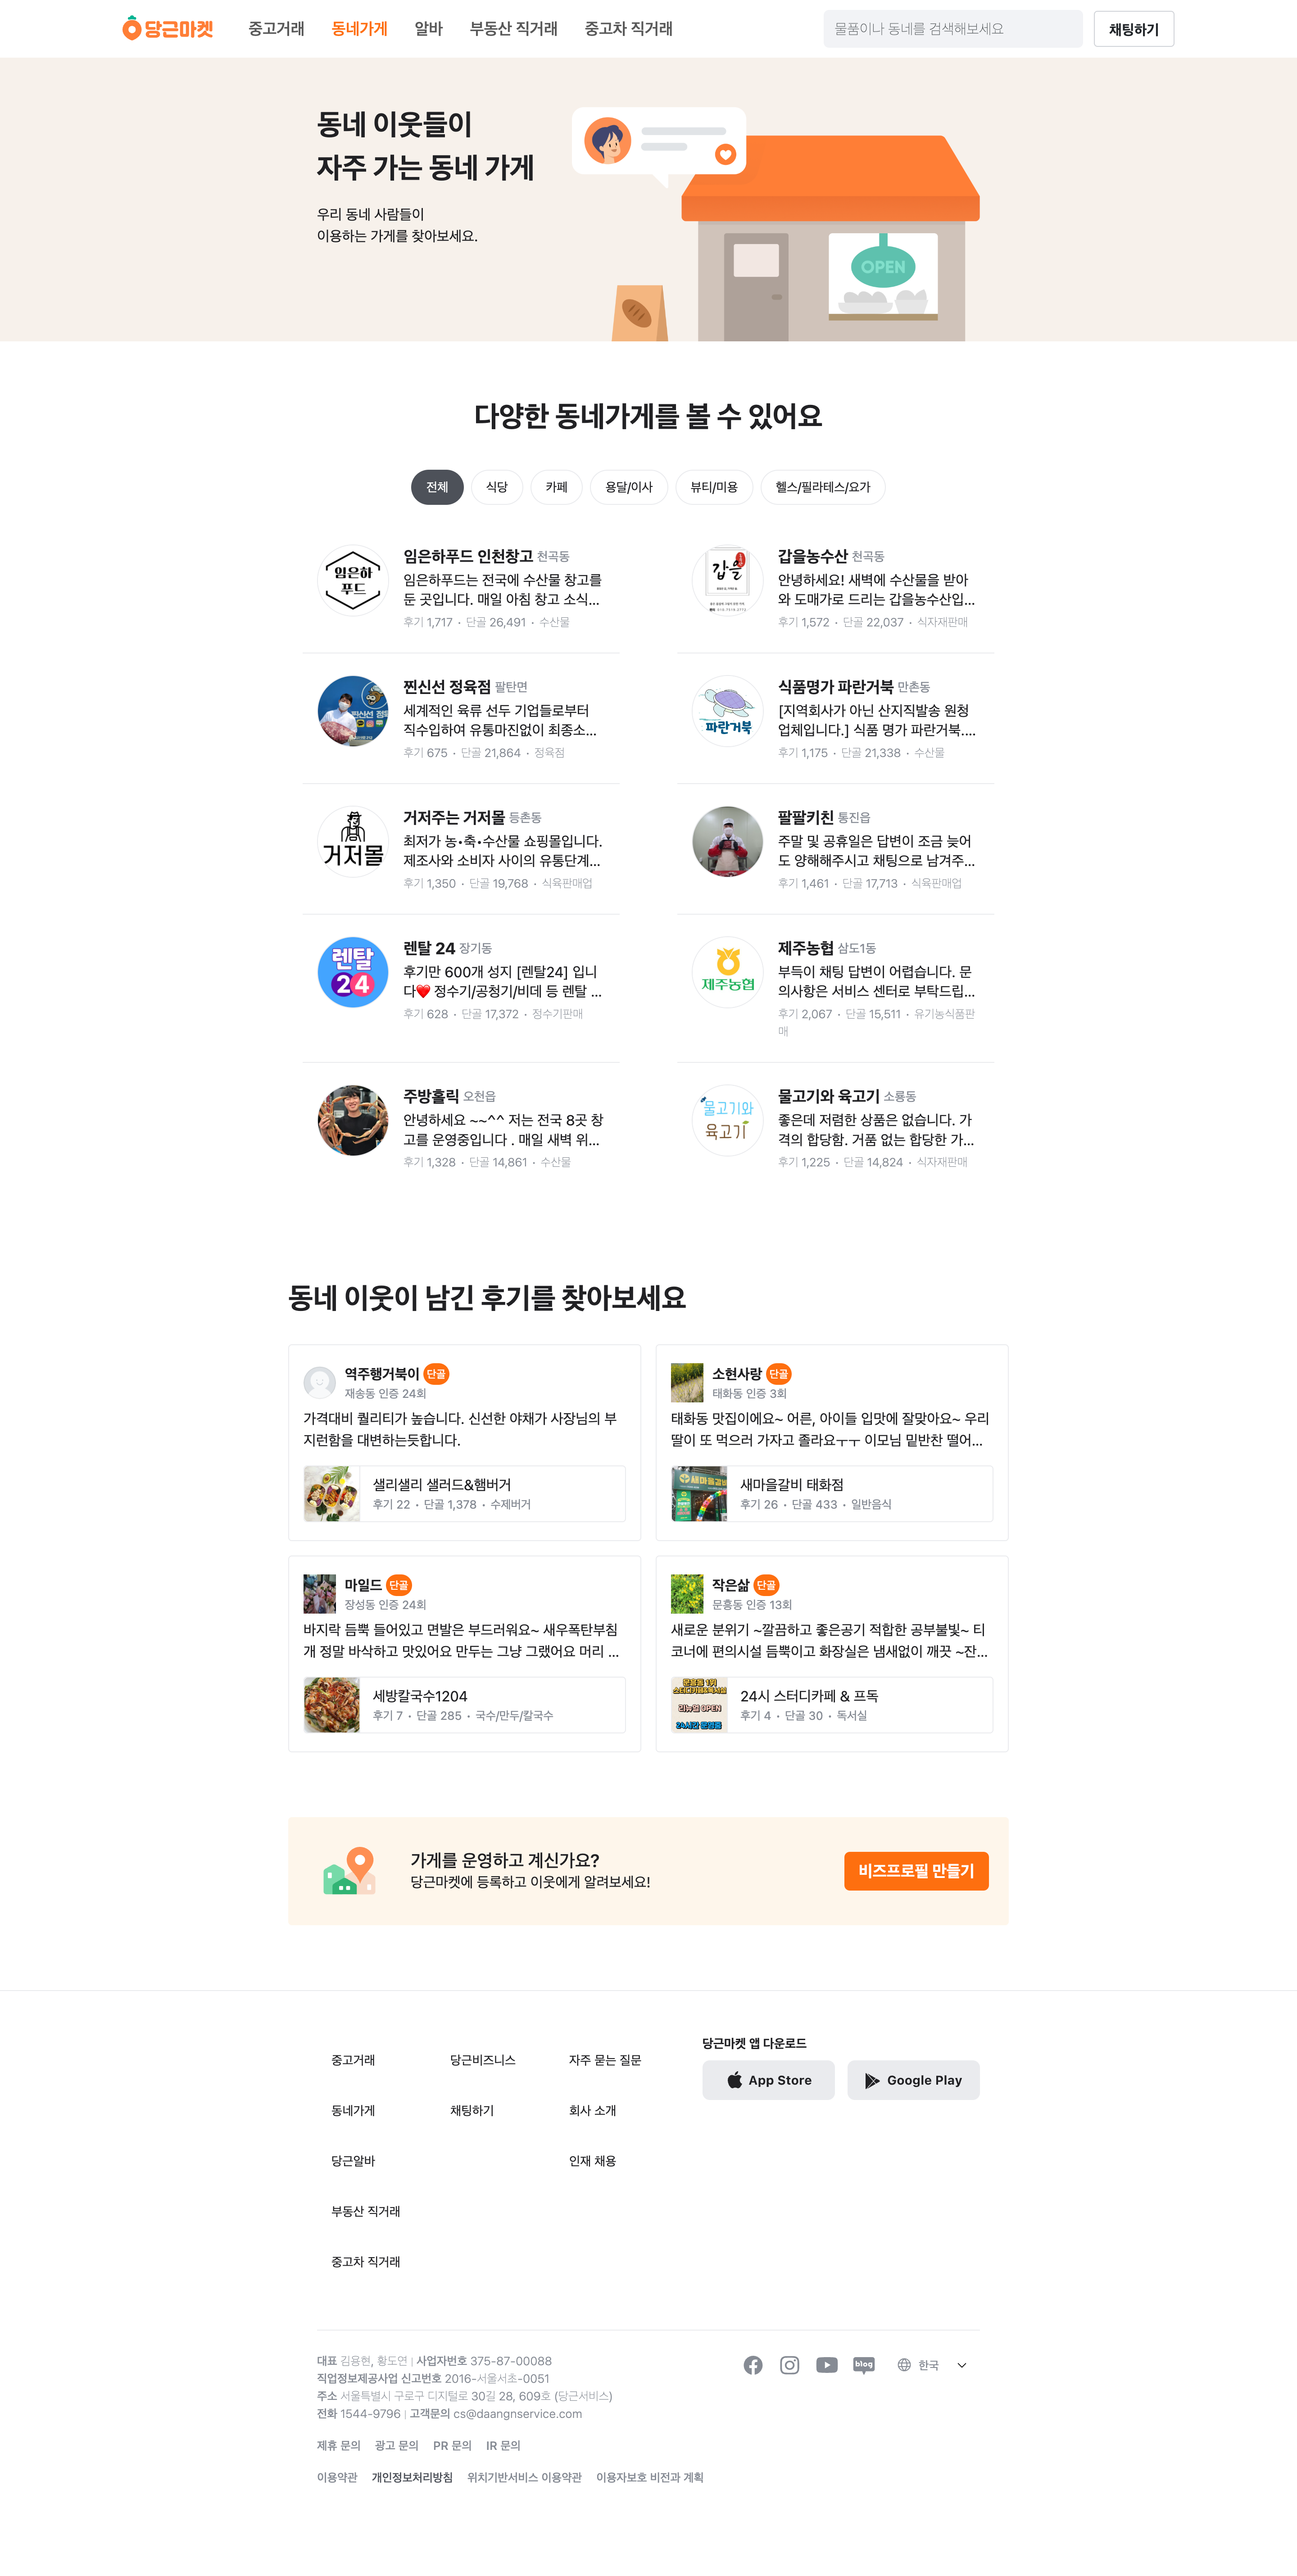 당근마켓
중고거래 동네가게 알바 부동산 직거래 중고차 직거래
물품이나 동네를 검색해보세요
채팅하기
동네 이웃들이
자주 가는 동네 가게
우리 동네 사람들이
이용하는 가게를 찾아보세요.
OPEN
다양한 동네가게를 볼 수 있어요
전체 식당 카페 용달/이사 뷰티/미용 헬스/필라테스/요가
임은하
푸드
임은하푸드 인천창고 천곡동
임은하푸드는 전국에 수산물 창고를
둔 곳입니다. 매일 아침 창고 소식...
후기 1,717 · 단골 26,491 · 수산물
갑을
갑을농수산 천곡동
안녕하세요! 새벽에 수산물을 받아
와 도매가로 드리는 갑을농수산입...
후기 1,572 · 단골 22,037 · 식자재판매
찐신선 정육점 팔탄면
세계적인 육류 선두 기업들로부터
직수입하여 유통마진없이 최종소...
후기 675 · 단골 21,864 · 정육점
파란거북
식품명가 파란거북 만촌동
[지역회사가 아닌 산지직발송 원청
업체입니다.] 식품 명가 파란거북....
후기 1,175 · 단골 21,338 · 수산물
거저몰
거저주는 거저몰 등촌동
최저가 농•축•수산물 쇼핑몰입니다.
제조사와 소비자 사이의 유통단계...
후기 1,350 · 단골 19,768 · 식육판매업
팔팔키친 통진읍
주말 및 공휴일은 답변이 조금 늦어
도 양해해주시고 채팅으로 남겨주...
후기 1,461 · 단골 17,713 · 식육판매업
렌탈
24
렌탈 24 장기동
후기만 600개 성지 [렌탈24] 입니
다❤️ 정수기/공청기/비데 등 렌탈 ...
후기 628 · 단골 17,372 · 정수기판매
제주농협
제주농협 삼도1동
부득이 채팅 답변이 어렵습니다. 문
의사항은 서비스 센터로 부탁드립...
후기 2,067 · 단골 15,511 · 유기농식품판
매
주방홀릭 오천읍
안녕하세요 ~~^^ 저는 전국 8곳 창
고를 운영중입니다 . 매일 새벽 위...
후기 1,328 · 단골 14,861 · 수산물
물고기와
육고기
물고기와 육고기 소룡동
좋은데 저렴한 상품은 없습니다. 가
격의 합당함. 거품 없는 합당한 가...
후기 1,225 · 단골 14,824 · 식자재판매
동네 이웃이 남긴 후기를 찾아보세요
역주행거북이 단골
재송동 인증 24회
가격대비 퀄리티가 높습니다. 신선한 야채가 사장님의 부
지런함을 대변하는듯합니다.
샐리샐리 샐러드&햄버거
후기 22 · 단골 1,378 · 수제버거
소현사랑 단골
태화동 인증 3회
태화동 맛집이에요~ 어른, 아이들 입맛에 잘맞아요~ 우리
딸이 또 먹으러 가자고 졸라요ㅜㅜ 이모님 밑반찬 떨어...
새마을갈비
새마을갈비 태화점
후기 26 · 단골 433 · 일반음식
마일드 단골
장성동 인증 24회
바지락 듬뿍 들어있고 면발은 부드러워요~ 새우폭탄부침
개 정말 바삭하고 맛있어요 만두는 그냥 그랬어요 머리 ...
세방칼국수1204
후기 7 · 단골 285 · 국수/만두/칼국수
작은삶 단골
문흥동 인증 13회
새로운 분위기 ~깔끔하고 좋은공기 적합한 공부불빛~ 티
코너에 편의시설 듬뿍이고 화장실은 냄새없이 깨끗 ~잔...
리뉴얼 OPEN
24시간 운영중
24시 스터디카페 & 프독
후기 4 · 단골 30 · 독서실
가게를 운영하고 계신가요?
당근마켓에 등록하고 이웃에게 알려보세요!
비즈프로필 만들기
중고거래 당근비즈니스 자주 묻는 질문
동네가게 채팅하기 회사 소개
당근알바 인재 채용
부동산 직거래
중고차 직거래
당근마켓 앱 다운로드
App Store Google Play
대표 김용현, 황도연 | 사업자번호 375-87-00088
직업정보제공사업 신고번호 2016-서울서초-0051
주소 서울특별시 구로구 디지털로 30길 28, 609호 (당근서비스)
전화 1544-9796 | 고객문의 cs@daangnservice.com
blog
한국
제휴 문의 광고 문의 PR 문의 IR 문의
이용약관 개인정보처리방침 위치기반서비스 이용약관 이용자보호 비전과 계획